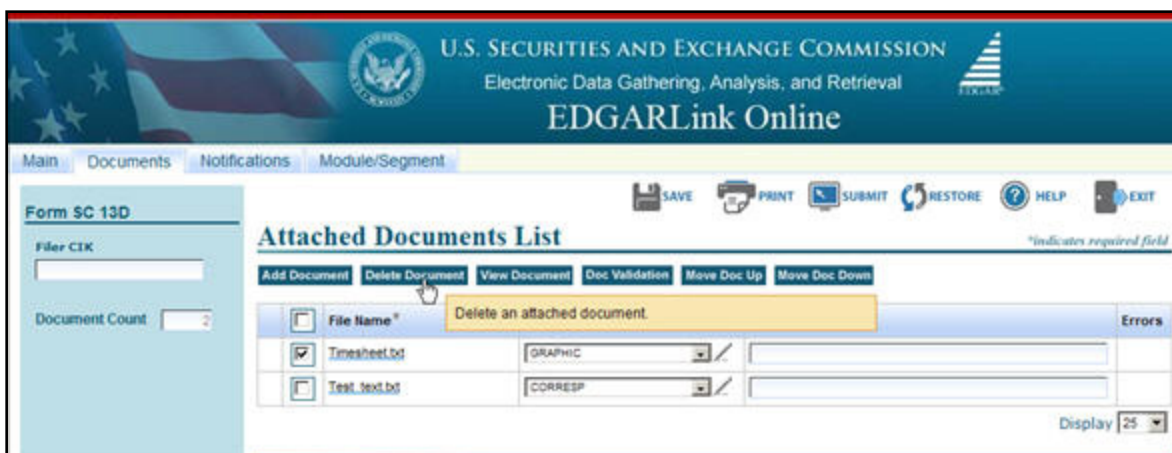 U.S. SECURITIES AND EXCHANGE COMMISSION
Electronic Data Gathering, Analysis, and Retrieval
EDGAR
EDGARLink Online
Main Documents Notifications Module/Segment
SAVE PRINT SUBMIT RESTORE ? HELP EXIT
Form SC 13D
Attached Documents List
*indicates required field
Filer CIK
Add Document Delete Document View Document Doc Validation Move Doc Up Move Doc Down
Delete an attached document.
Document Count 2
File Name* Errors
Timesheet.txt GRAPHIC
Test_text.txt CORRESP
Display 25